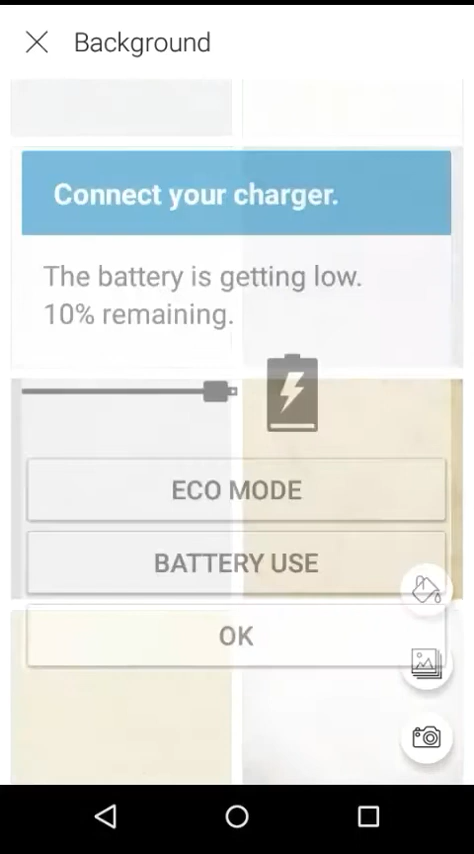 Background
Connect your charger.
The battery is getting low.
10% remaining.
ECO MODE
BATTERY USE
OK